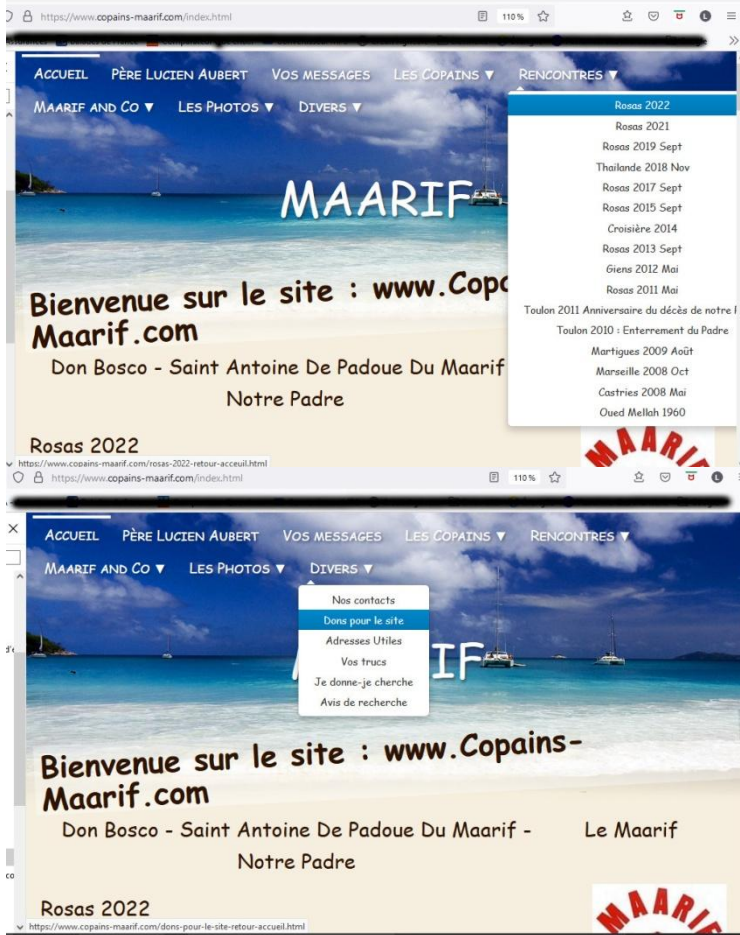 https://www.copains-maarif.com/index.html
110 %
ACCUEIL PÈRE LUCIEN AUBERT VOS MESSAGES LES COPAINS ▼ RENCONTRES ▼
MAARIF AND CO ▼ LES PHOTOS ▼ DIVERS ▼
Rosas 2022
Rosas 2021
Rosas 2019 Sept
Thailande 2018 Nov
Rosas 2017 Sept
Rosas 2015 Sept
Croisière 2014
Rosas 2013 Sept
Giens 2012 Mai
Rosas 2011 Mai
Toulon 2011 Anniversaire du décès de notre
Toulon 2010 : Enterrement du Padre
Martigues 2009 Août
Marseille 2008 Oct
Castries 2008 Mai
Oued Mellah 1960
MAARIF
Bienvenue sur le site : www.Copa
Maarif.com
Don Bosco - Saint Antoine De Padoue Du Maarif
Notre Padre
Rosas 2022
MAARIF
https://www.copains-maarif.com/rosas-2022-retour-acceuil.html
https://www.copains-maarif.com/index.html
110 %
ACCUEIL PÈRE LUCIEN AUBERT VOS MESSAGES LES COPAINS ▼ RENCONTRES ▼
MAARIF AND CO ▼ LES PHOTOS ▼ DIVERS ▼
Nos contacts
Dons pour le site
Adresses Utiles
Vos trucs
Je donne-je cherche
Avis de recherche
IF
Bienvenue sur le site : www.Copains-
Maarif.com
Don Bosco - Saint Antoine De Padoue Du Maarif - Le Maarif
Notre Padre
Rosas 2022
MAARIF
https://www.copains-maarif.com/dons-pour-le-site-retour-accueil.html